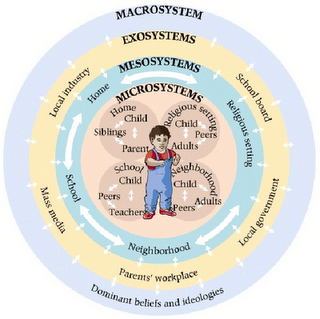 MACROSYSTEM
EXOSYSTEMS
MESOSYSTEMS
MICROSYSTEMS
Local industry
School board
Home
Religious setting
Home
Child
Siblings
Parent
Religious setting
Child
Peers
Adults
School
Child
Peers
Teachers
Neighborhood
Child
Adults
Peers
School
Neighborhood
Mass media
Local government
Parents' workplace
Dominant beliefs and ideologies